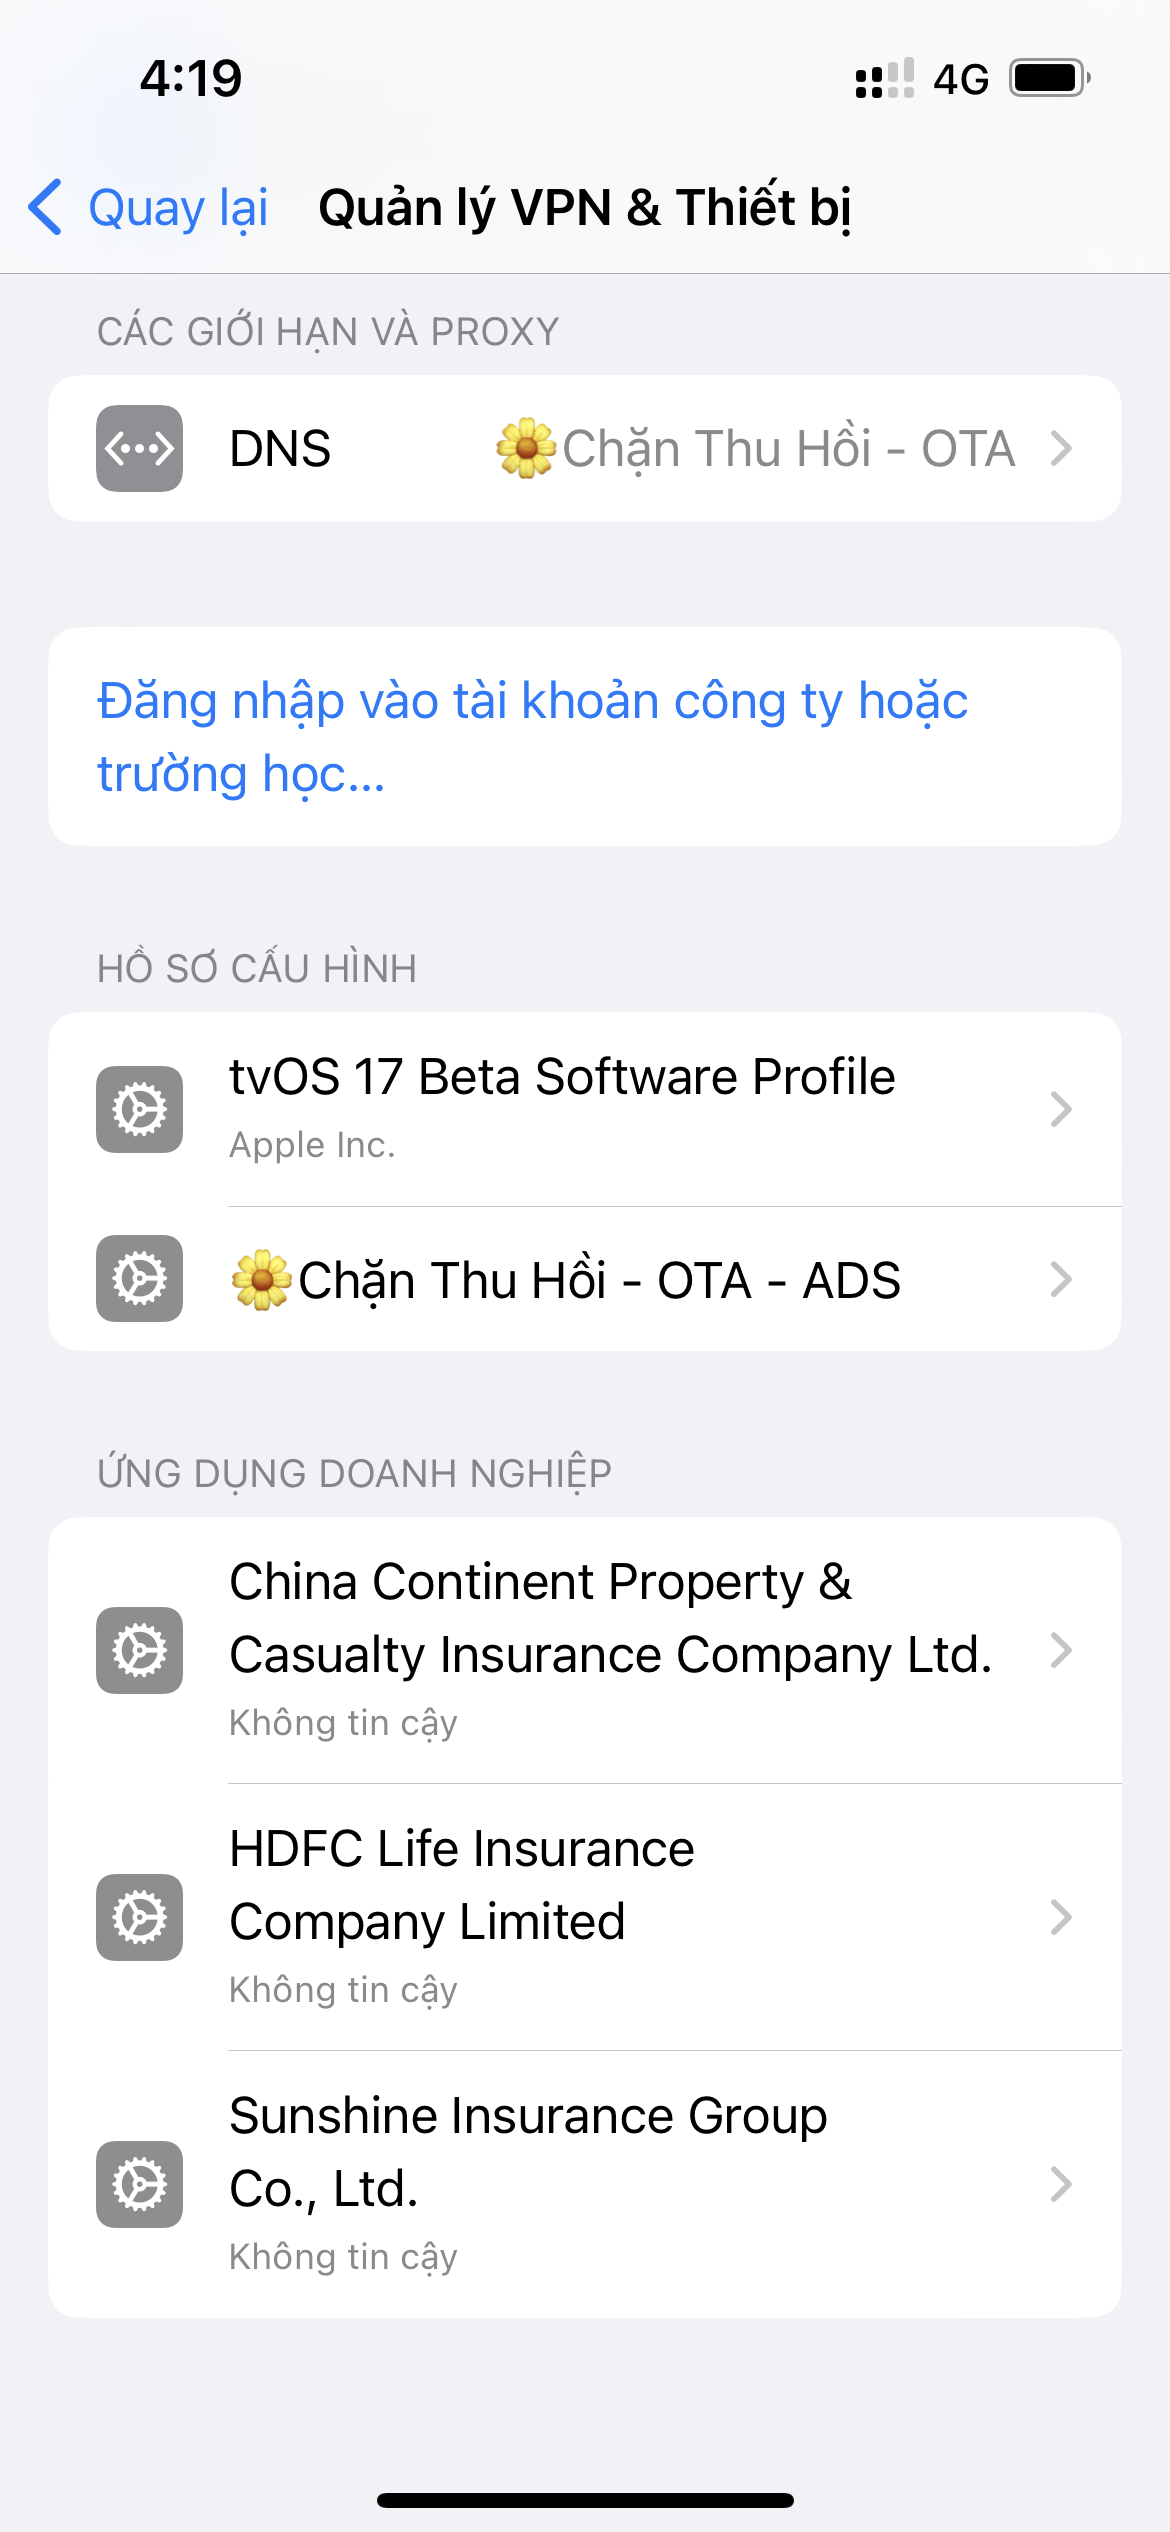 4:19
4G
Quay lại
Quản lý VPN & Thiết bị
CÁC GIỚI HẠN VÀ PROXY
DNS
🌼Chặn Thu Hồi - OTA
Đăng nhập vào tài khoản công ty hoặc
trường học...
HỒ SƠ CẤU HÌNH
tvOS 17 Beta Software Profile
Apple Inc.
🌼Chặn Thu Hồi - OTA - ADS
ỨNG DỤNG DOANH NGHIỆP
China Continent Property &
Casualty Insurance Company Ltd.
Không tin cậy
HDFC Life Insurance
Company Limited
Không tin cậy
Sunshine Insurance Group
Co., Ltd.
Không tin cậy